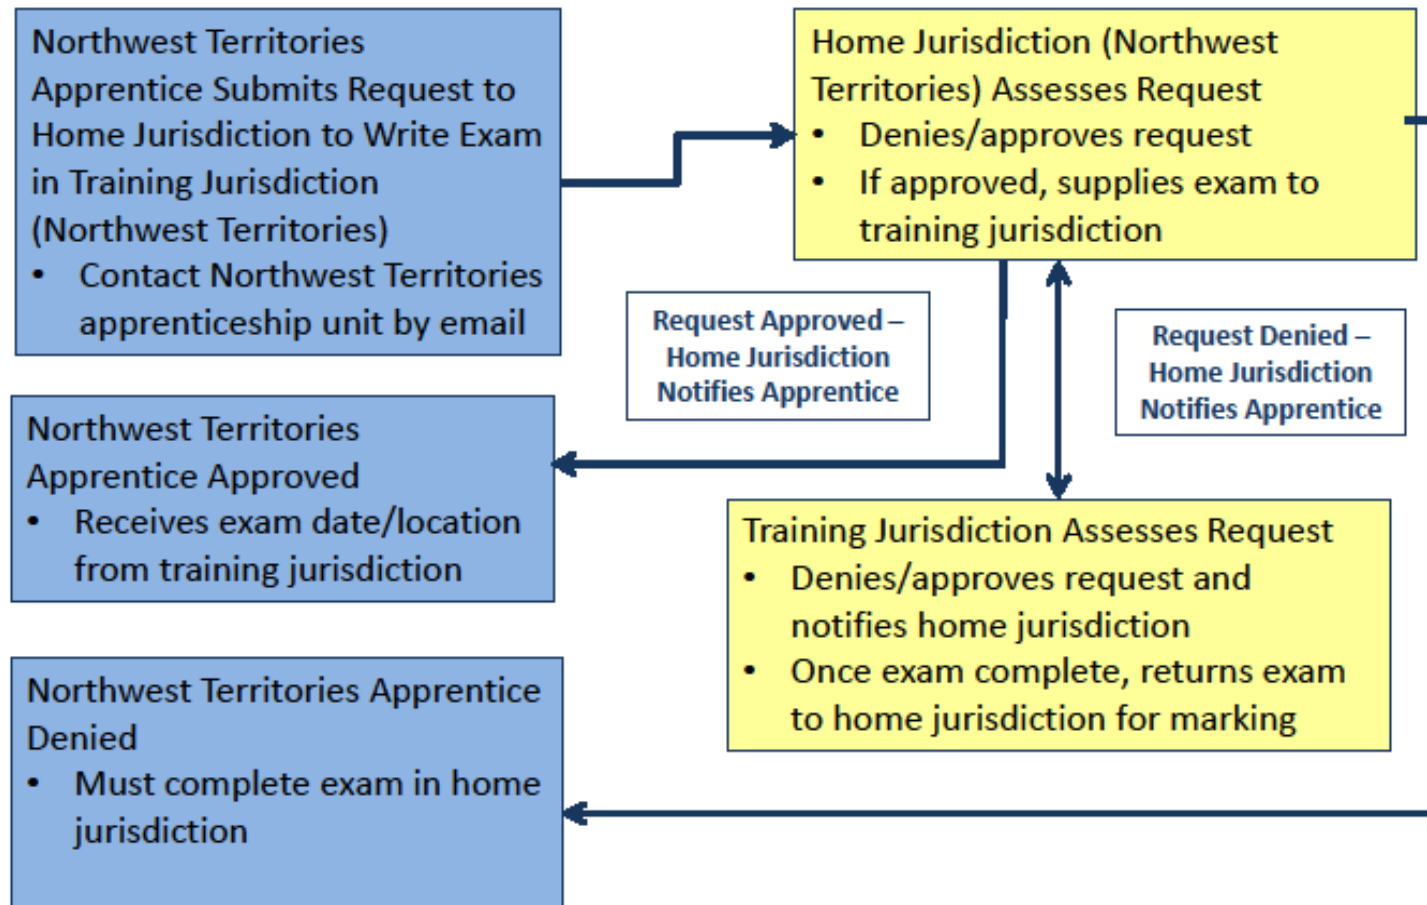 Northwest Territories
Apprentice Submits Request to
Home Jurisdiction to Write Exam
in Training Jurisdiction
(Northwest Territories)
• Contact Northwest Territories
apprenticeship unit by email
Home Jurisdiction (Northwest
Territories) Assesses Request
• Denies/approves request
• If approved, supplies exam to
training jurisdiction
Request Approved –
Home Jurisdiction
Notifies Apprentice
Request Denied –
Home Jurisdiction
Notifies Apprentice
Northwest Territories
Apprentice Approved
• Receives exam date/location
from training jurisdiction
Training Jurisdiction Assesses Request
• Denies/approves request and
notifies home jurisdiction
• Once exam complete, returns exam
to home jurisdiction for marking
Northwest Territories Apprentice
Denied
• Must complete exam in home
jurisdiction